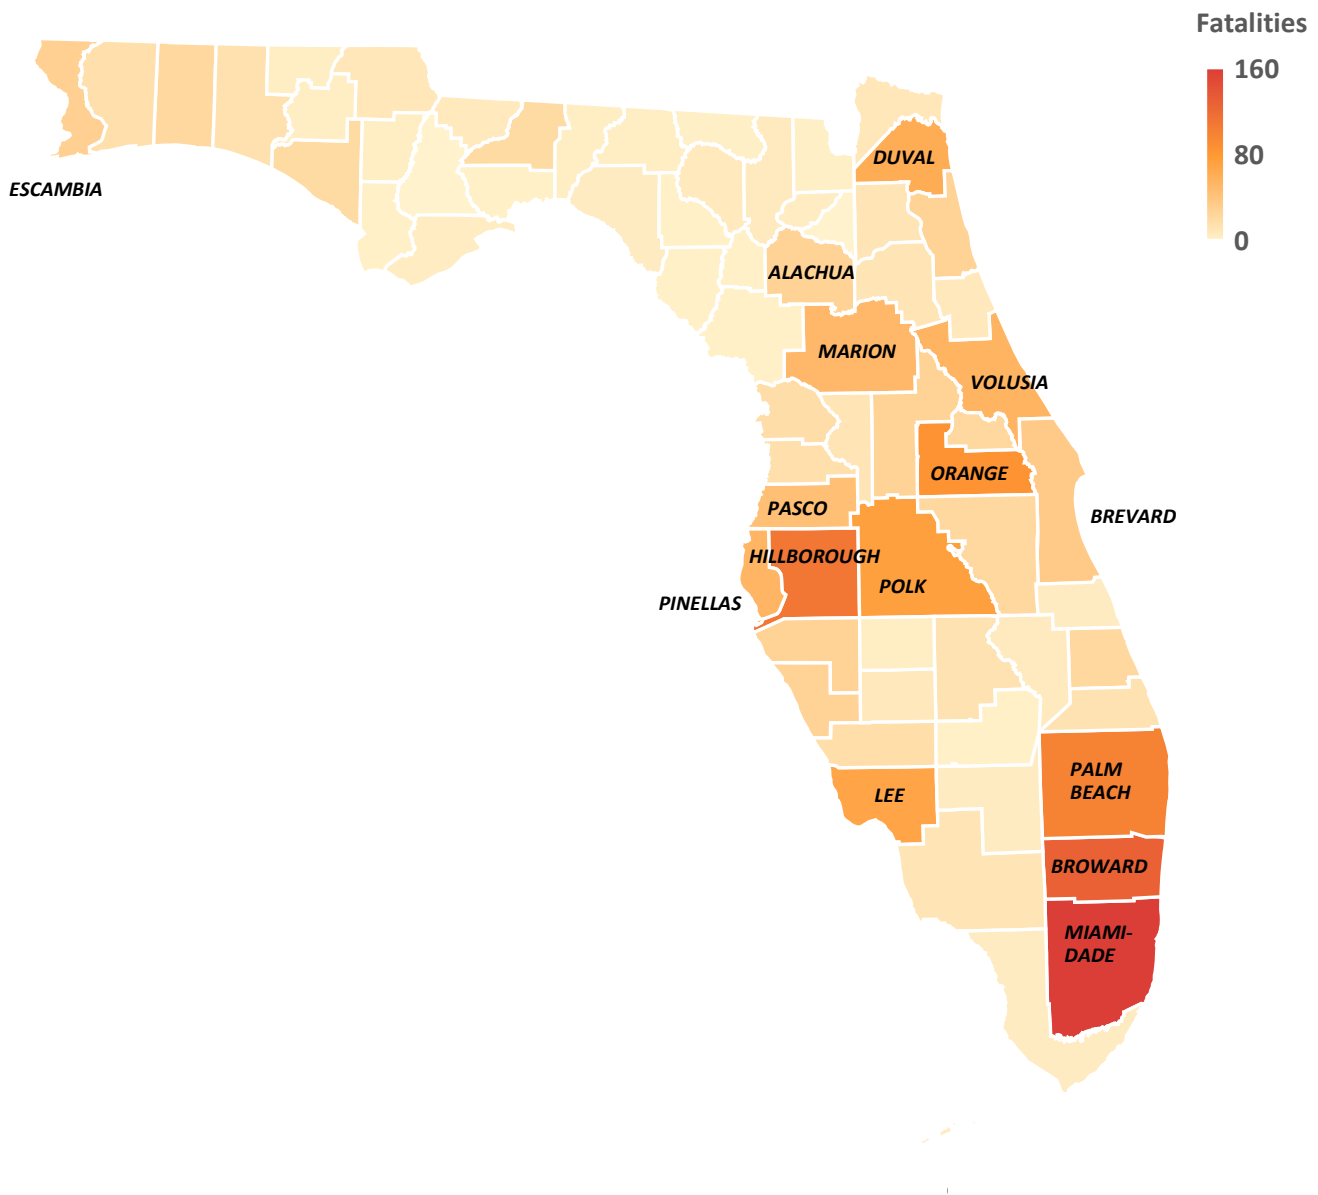 Fatalities
160
80
0
ESCAMBIA
DUVAL
ALACHUA
MARION
VOLUSIA
ORANGE
PASCO
BREVARD
HILLBOROUGH
POLK
PINELLAS
PALM
BEACH
LEE
BROWARD
MIAMI-
DADE